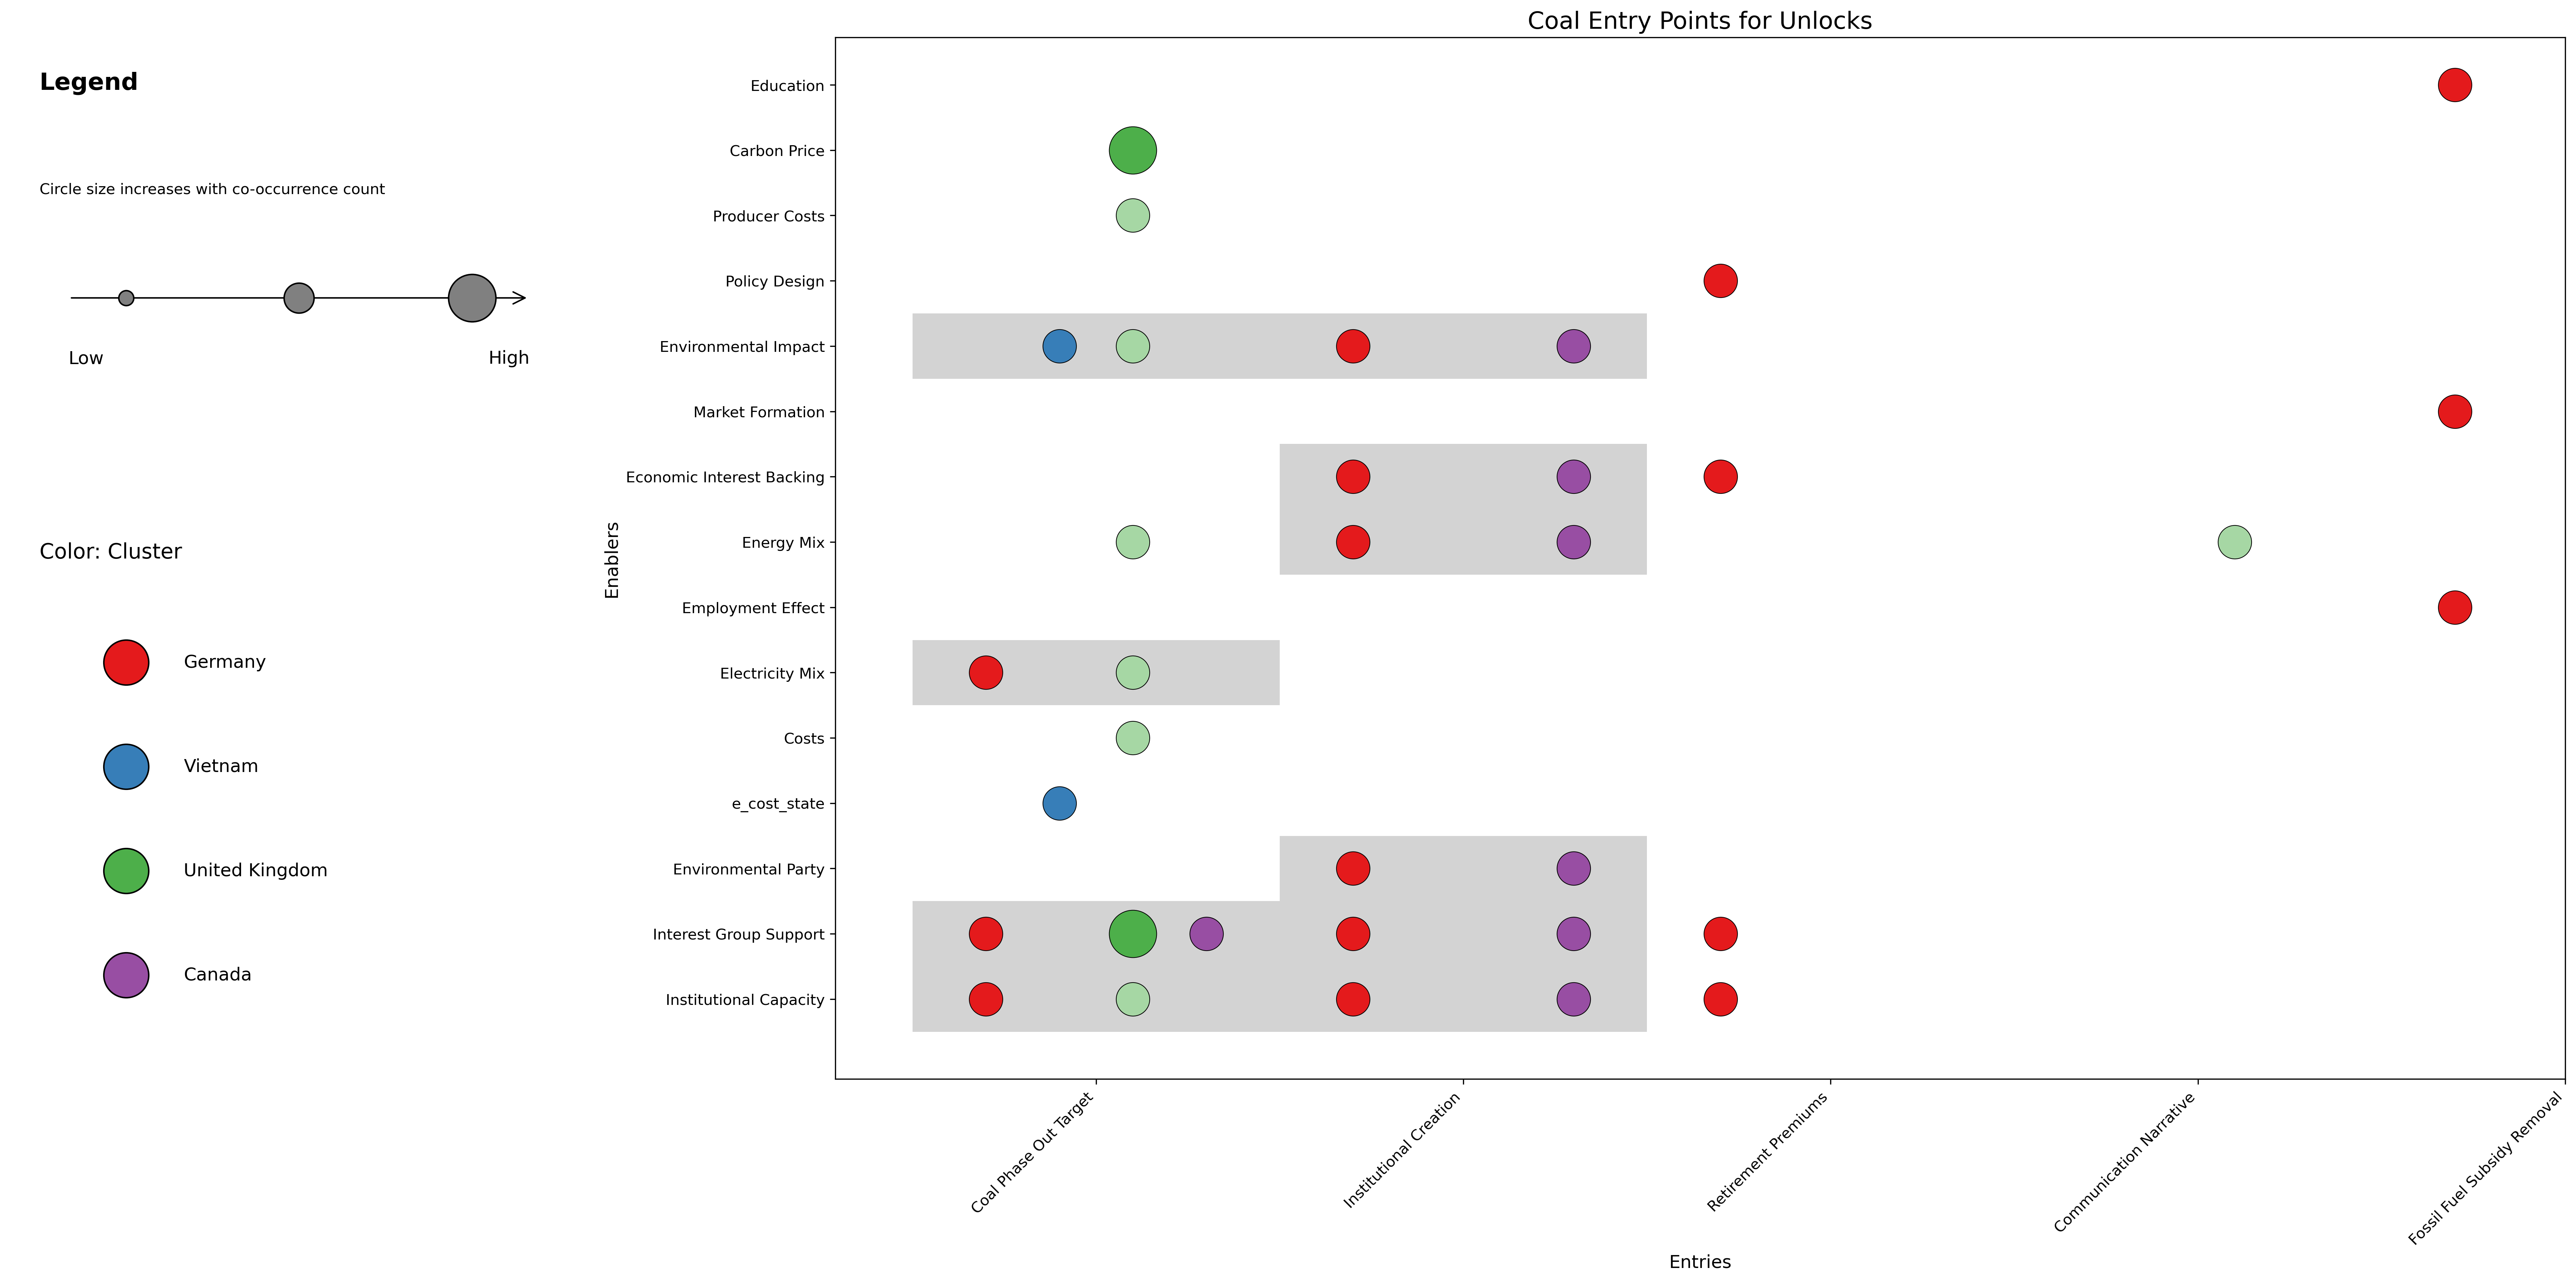 Coal Entry Points for Unlocks
Legend
Circle size increases with co-occurrence count
Low
High
Color: Cluster
Germany
Vietnam
United Kingdom
Canada
Enablers
Education
Carbon Price
Producer Costs
Policy Design
Environmental Impact
Market Formation
Economic Interest Backing
Energy Mix
Employment Effect
Electricity Mix
Costs
e_cost_state
Environmental Party
Interest Group Support
Institutional Capacity
Coal Phase Out Target
Institutional Creation
Retirement Premiums
Communication Narrative
Fossil Fuel Subsidy Removal
Entries